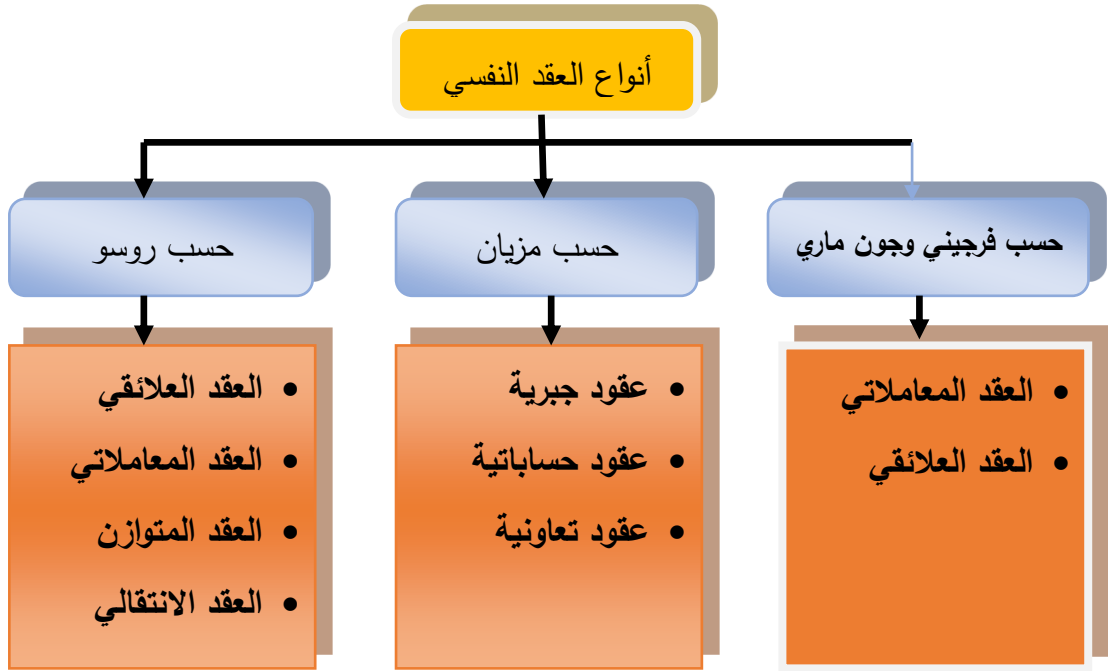 أنواع العقد النفسي
حسب فرجيني وجون ماري
حسب مزيان
حسب روسو
• العقد المعاملاتي
• العقد العلائقي
• عقود جبرية
• عقود حساباتية
• عقود تعاونية
• العقد العلائقي
• العقد المعاملاتي
• العقد المتوازن
• العقد الانتقالي